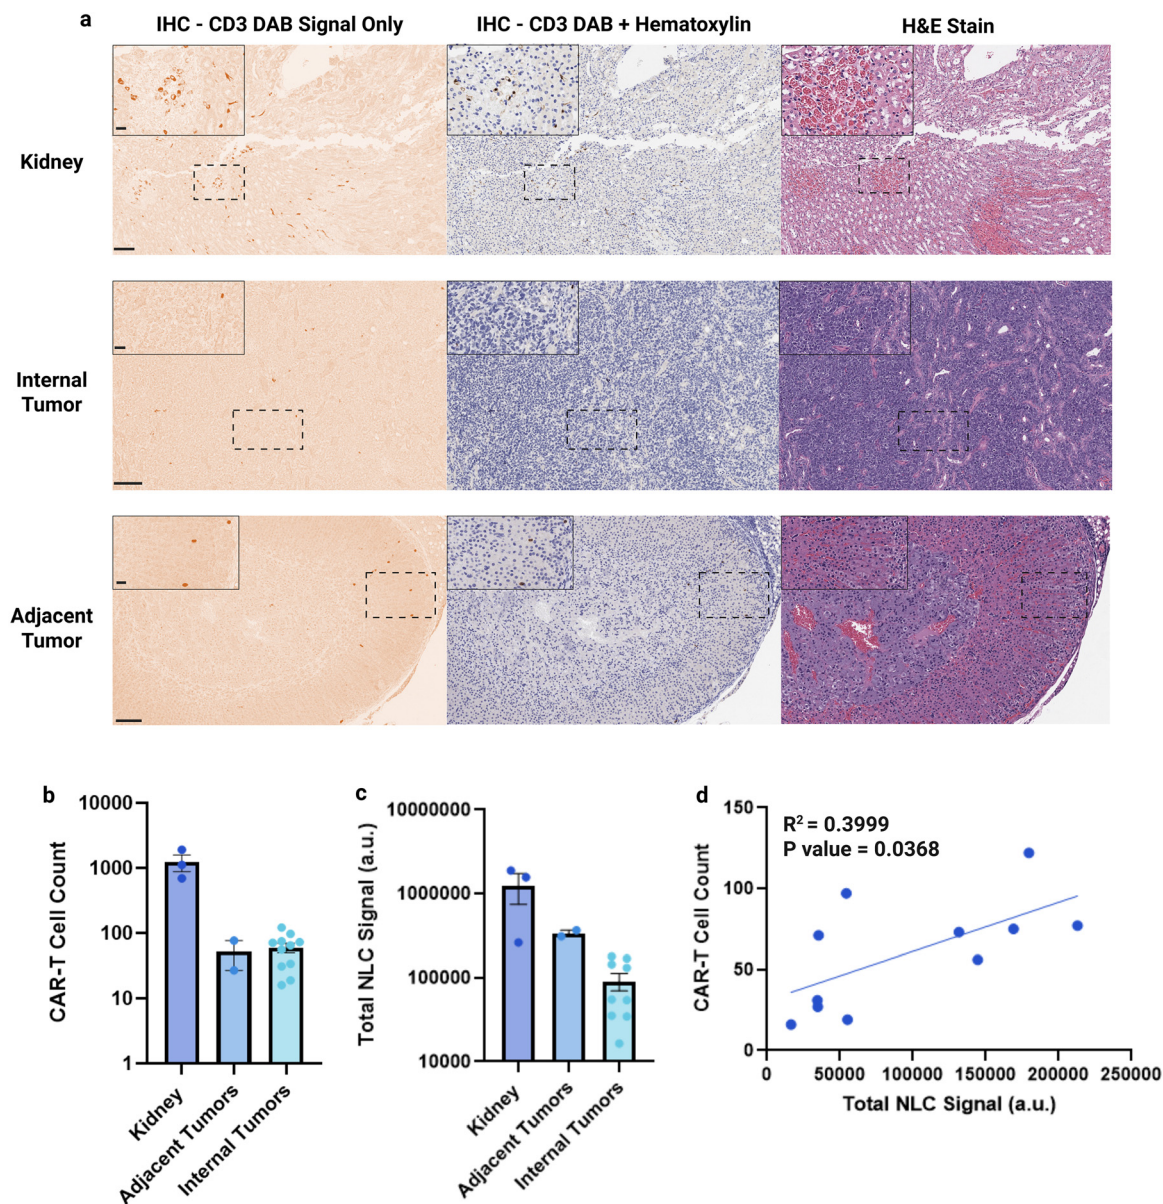 a
IHC - CD3 DAB Signal Only
IHC - CD3 DAB + Hematoxylin
H&E Stain
Kidney
Internal
Tumor
Adjacent
Tumor
b
CAR-T Cell Count
10000
1000
100
10
1
Kidney
Adjacent Tumors
Internal Tumors
c
Total NLC Signal (a.u.)
10000000
1000000
100000
10000
Kidney
Adjacent Tumors
Internal Tumors
d
R² = 0.3999
P value = 0.0368
CAR-T Cell Count
150
100
50
0
0 50000 100000 150000 200000 250000
Total NLC Signal (a.u.)